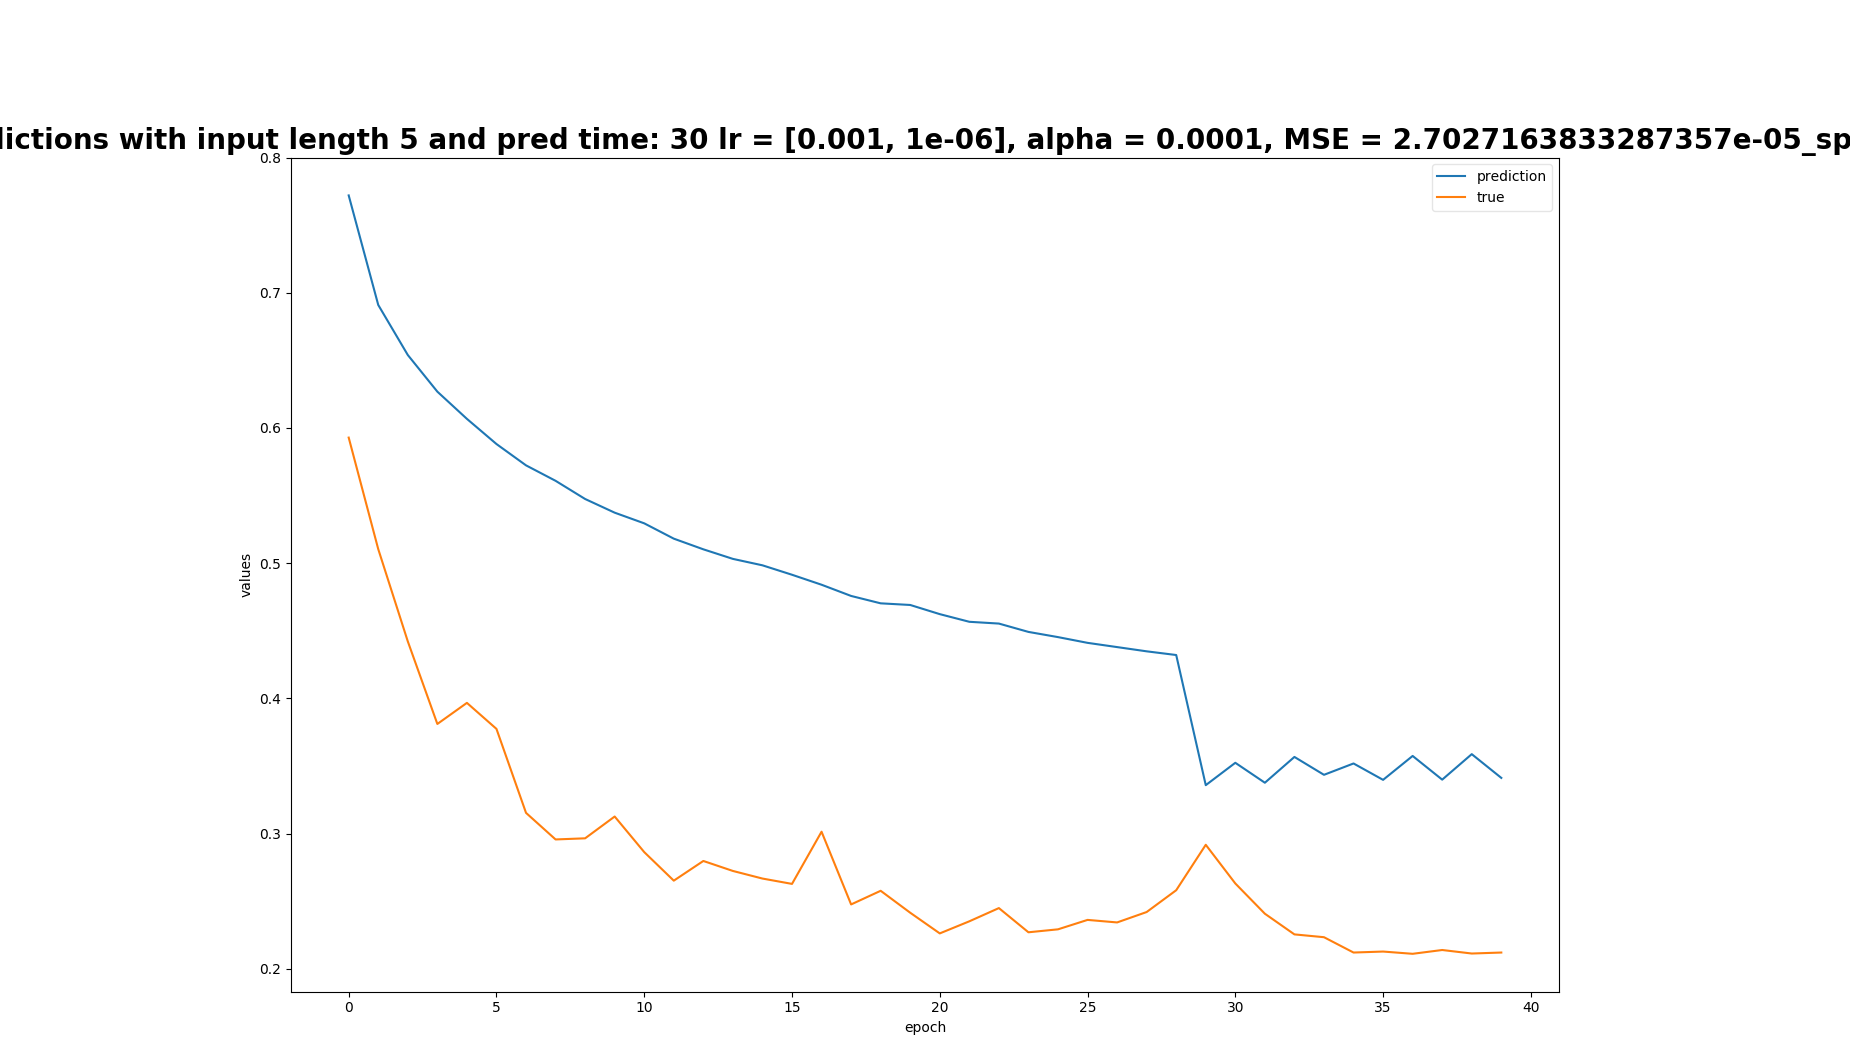 with input length 5 and pred time: 30 lr = [0.001, 1e-06], alpha = 0.0001, MSE = 2.7027163833287357e-05_sp
prediction
true
0.8
0.7
0.6
0.5
0.4
0.3
0.2
values
0 5 10 15 20 25 30 35 40
epoch